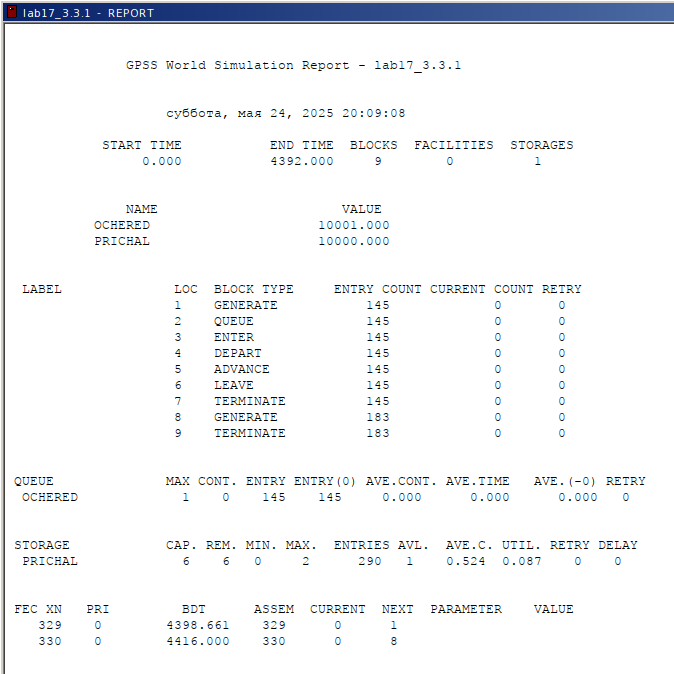 lab17_3.3.1 - REPORT
GPSS World Simulation Report - lab17_3.3.1
суббота, мая 24, 2025 20:09:08
START TIME END TIME BLOCKS FACILITIES STORAGES
0.000 4392.000 9 0 1
NAME VALUE
OCHERED 10001.000
PRICHAL 10000.000
LABEL LOC BLOCK TYPE ENTRY COUNT CURRENT COUNT RETRY
1 GENERATE 145 0 0
2 QUEUE 145 0 0
3 ENTER 145 0 0
4 DEPART 145 0 0
5 ADVANCE 145 0 0
6 LEAVE 145 0 0
7 TERMINATE 145 0 0
8 GENERATE 183 0 0
9 TERMINATE 183 0 0
QUEUE MAX CONT. ENTRY ENTRY(0) AVE.CONT. AVE.TIME AVE.(-0) RETRY
OCHERED 1 0 145 145 0.000 0.000 0.000 0
STORAGE CAP. REM. MIN. MAX. ENTRIES AVL. AVE.C. UTIL. RETRY DELAY
PRICHAL 6 6 0 2 290 1 0.524 0.087 0 0
FEC XN PRI BDT ASSEM CURRENT NEXT PARAMETER VALUE
329 0 4398.661 329 0 1
330 0 4416.000 330 0 8